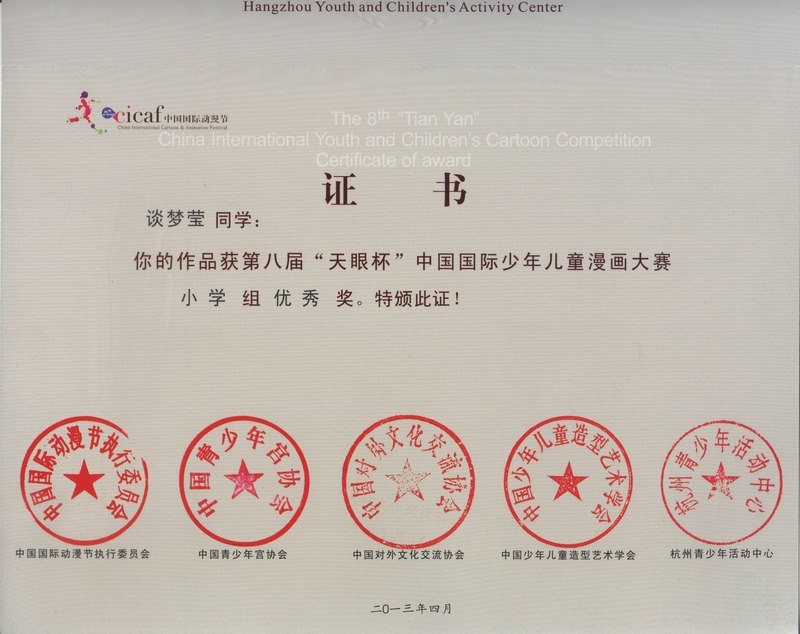 Hangzhou Youth and Children's Activity Center
cicaf 中国国际动漫节
China International Cartoon & Animation Festival
The 8th “Tian Yan”
China International Youth and Children's Cartoon Competition
Certificate of award
证 书
谈梦莹 同学：
你的作品获第八届“天眼杯”中国国际少年儿童漫画大赛
小学 组 优秀 奖。特颁此证！
中国国际动漫节执行委员会
中国青少年宫协会
中国对外文化交流协会
中国少年儿童造型艺术学会
杭州青少年活动中心
中国国际动漫节执行委员会
中国青少年宫协会
中国对外文化交流协会
中国少年儿童造型艺术学会
杭州青少年活动中心
二〇一三年四月